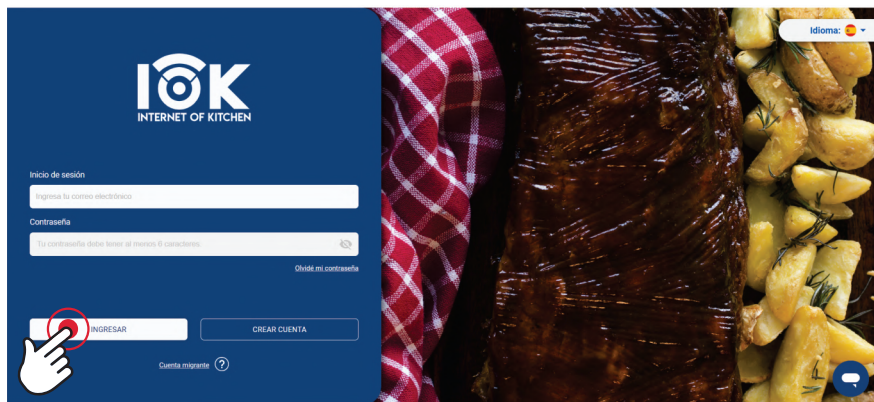 Idioma:
IOK
INTERNET OF KITCHEN
Inicio de sesión
Ingresa tu correo electrónico
Contraseña
Tu contraseña debe tener al menos 6 caracteres
Olvidé mi contraseña
INGRESAR
CREAR CUENTA
Cuenta migrante ?